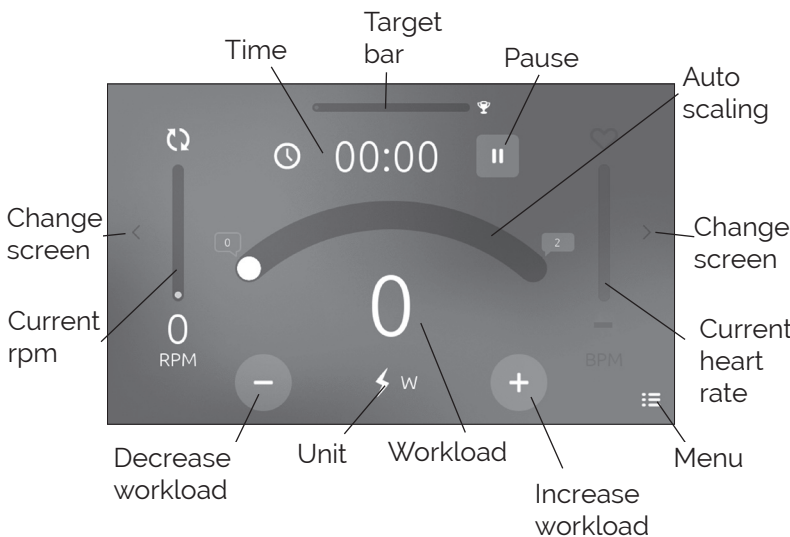 Target
bar
Time
Pause
Auto
scaling
00:00
Change
screen
0
2
Change
screen
0
Current
rpm
0
RPM
Current
heart
rate
BPM
W
Decrease
workload
Unit
Workload
Menu
Increase
workload